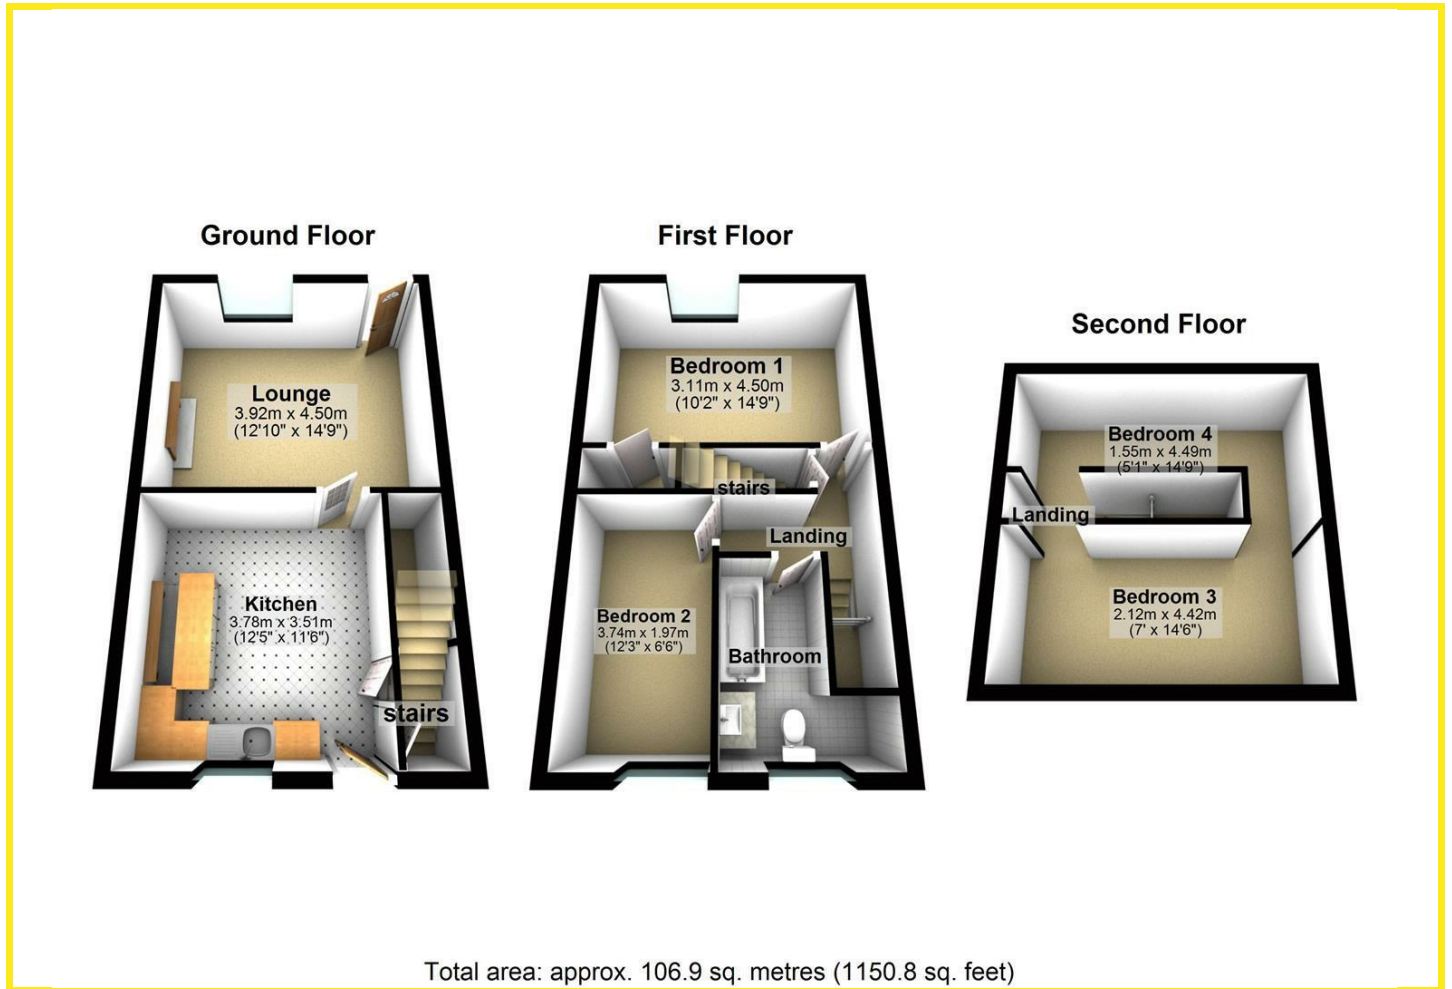 Ground Floor
Lounge
3.92m x 4.50m
(12'10" x 14'9")
Kitchen
3.78m x 3.51m
(12'5" x 11'6")
stairs
First Floor
Bedroom 1
3.11m x 4.50m
(10'2" x 14'9")
stairs
Landing
Bedroom 2
3.74m x 1.97m
(12'3" x 6'6")
Bathroom
Second Floor
Bedroom 4
1.55m x 4.49m
(5'1" x 14'9")
Landing
Bedroom 3
2.12m x 4.42m
(7' x 14'6")
Total area: approx. 106.9 sq. metres (1150.8 sq. feet)